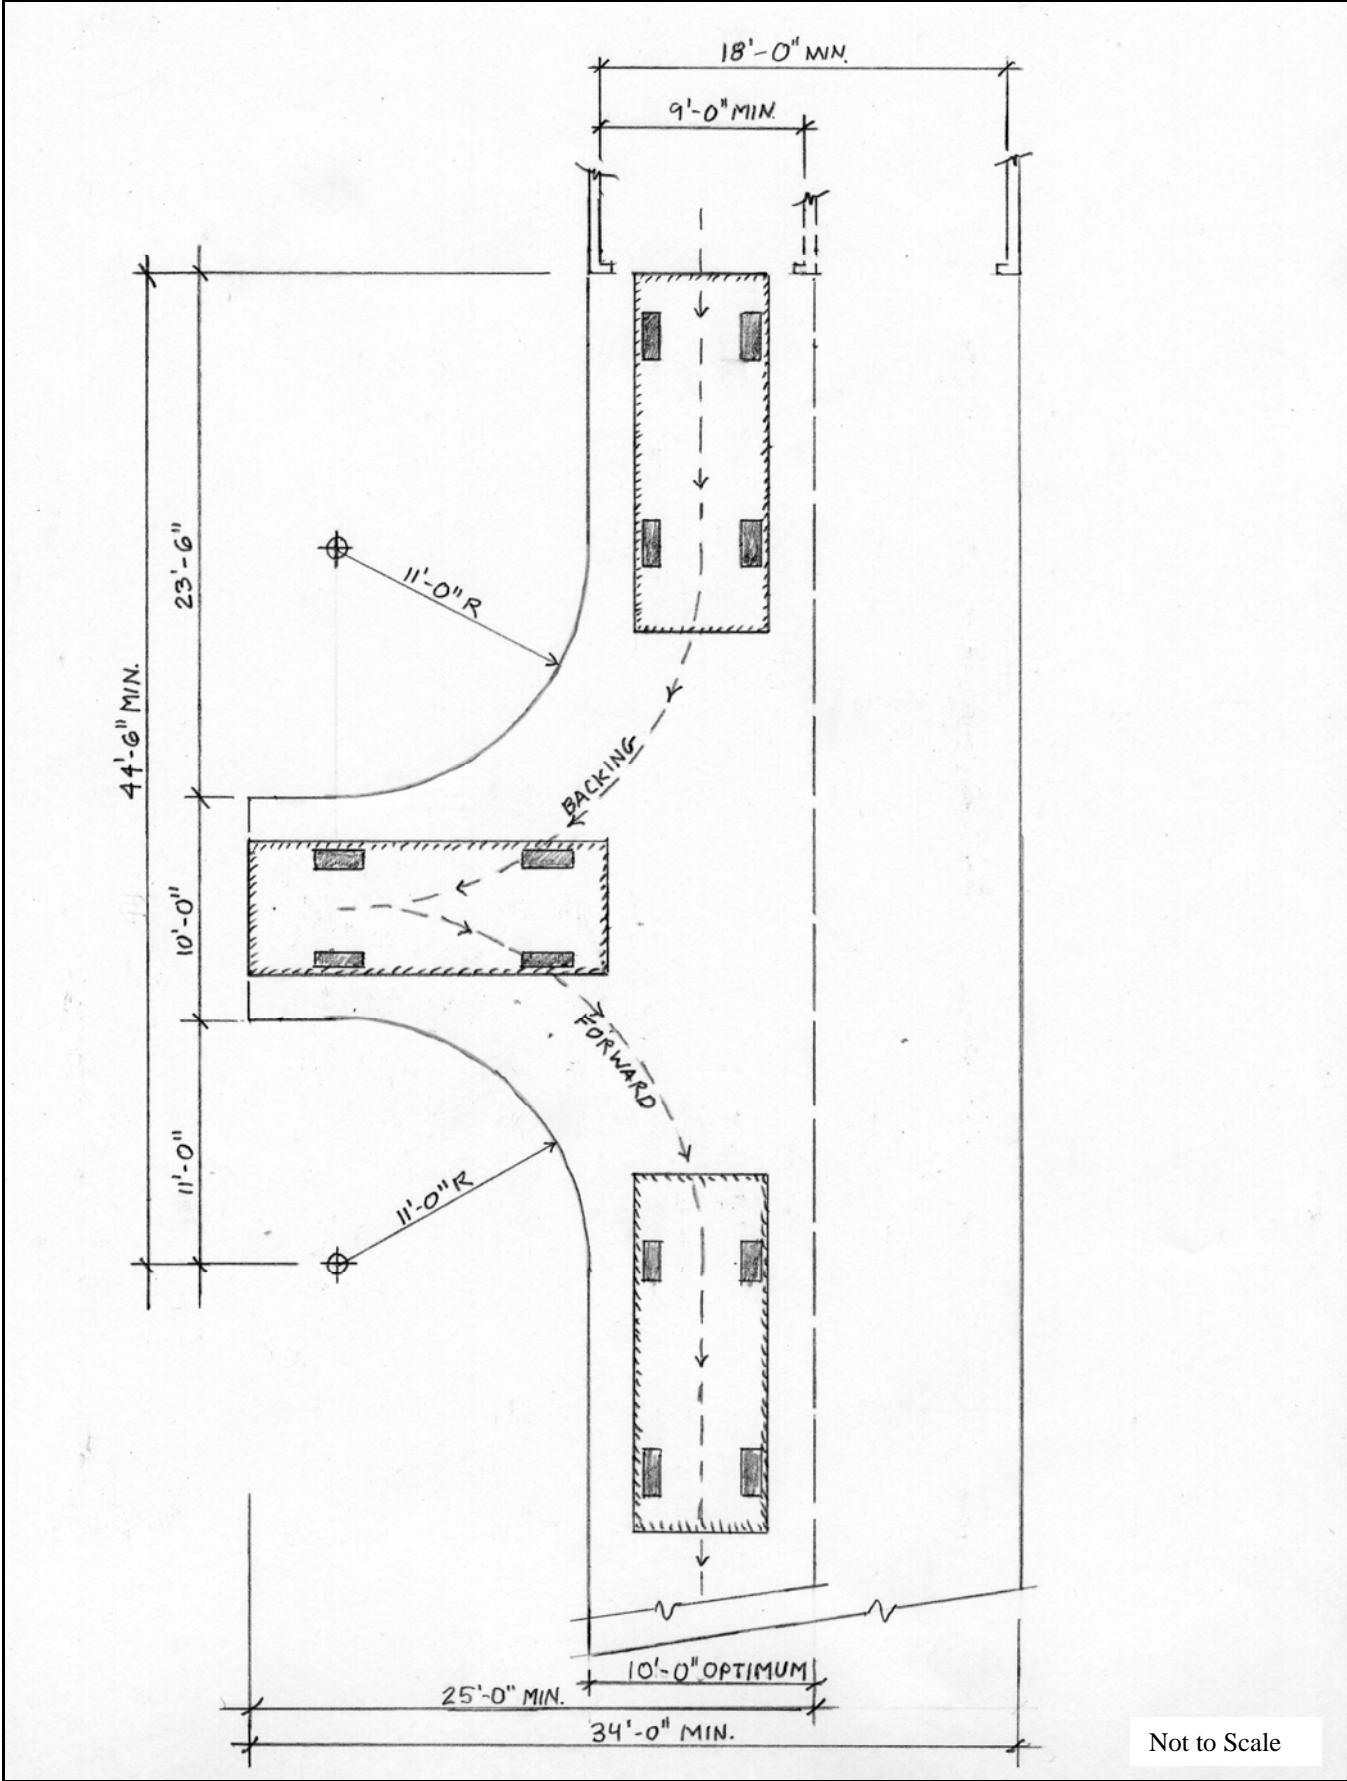 18'-0" MIN.
9'-0" MIN.
23'-6"
11'-0" R
44'-6" MIN.
BACKING
10'-0"
FORWARD
11'-0"
11'-0" R
10'-0" OPTIMUM
25'-0" MIN.
34'-0" MIN.
Not to Scale